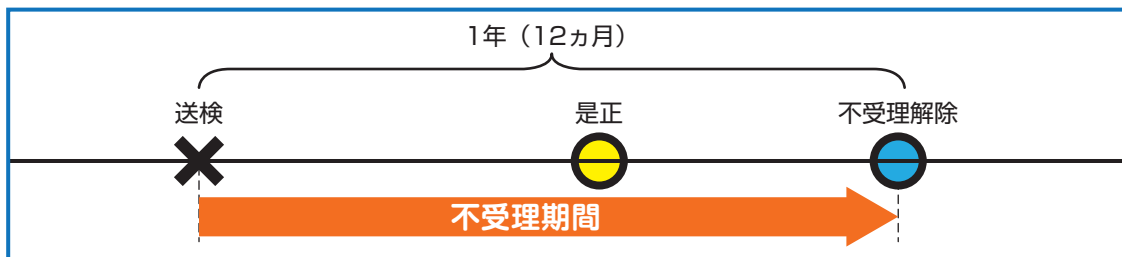 1年（12ヵ月）
送検
是正
不受理解除
不受理期間